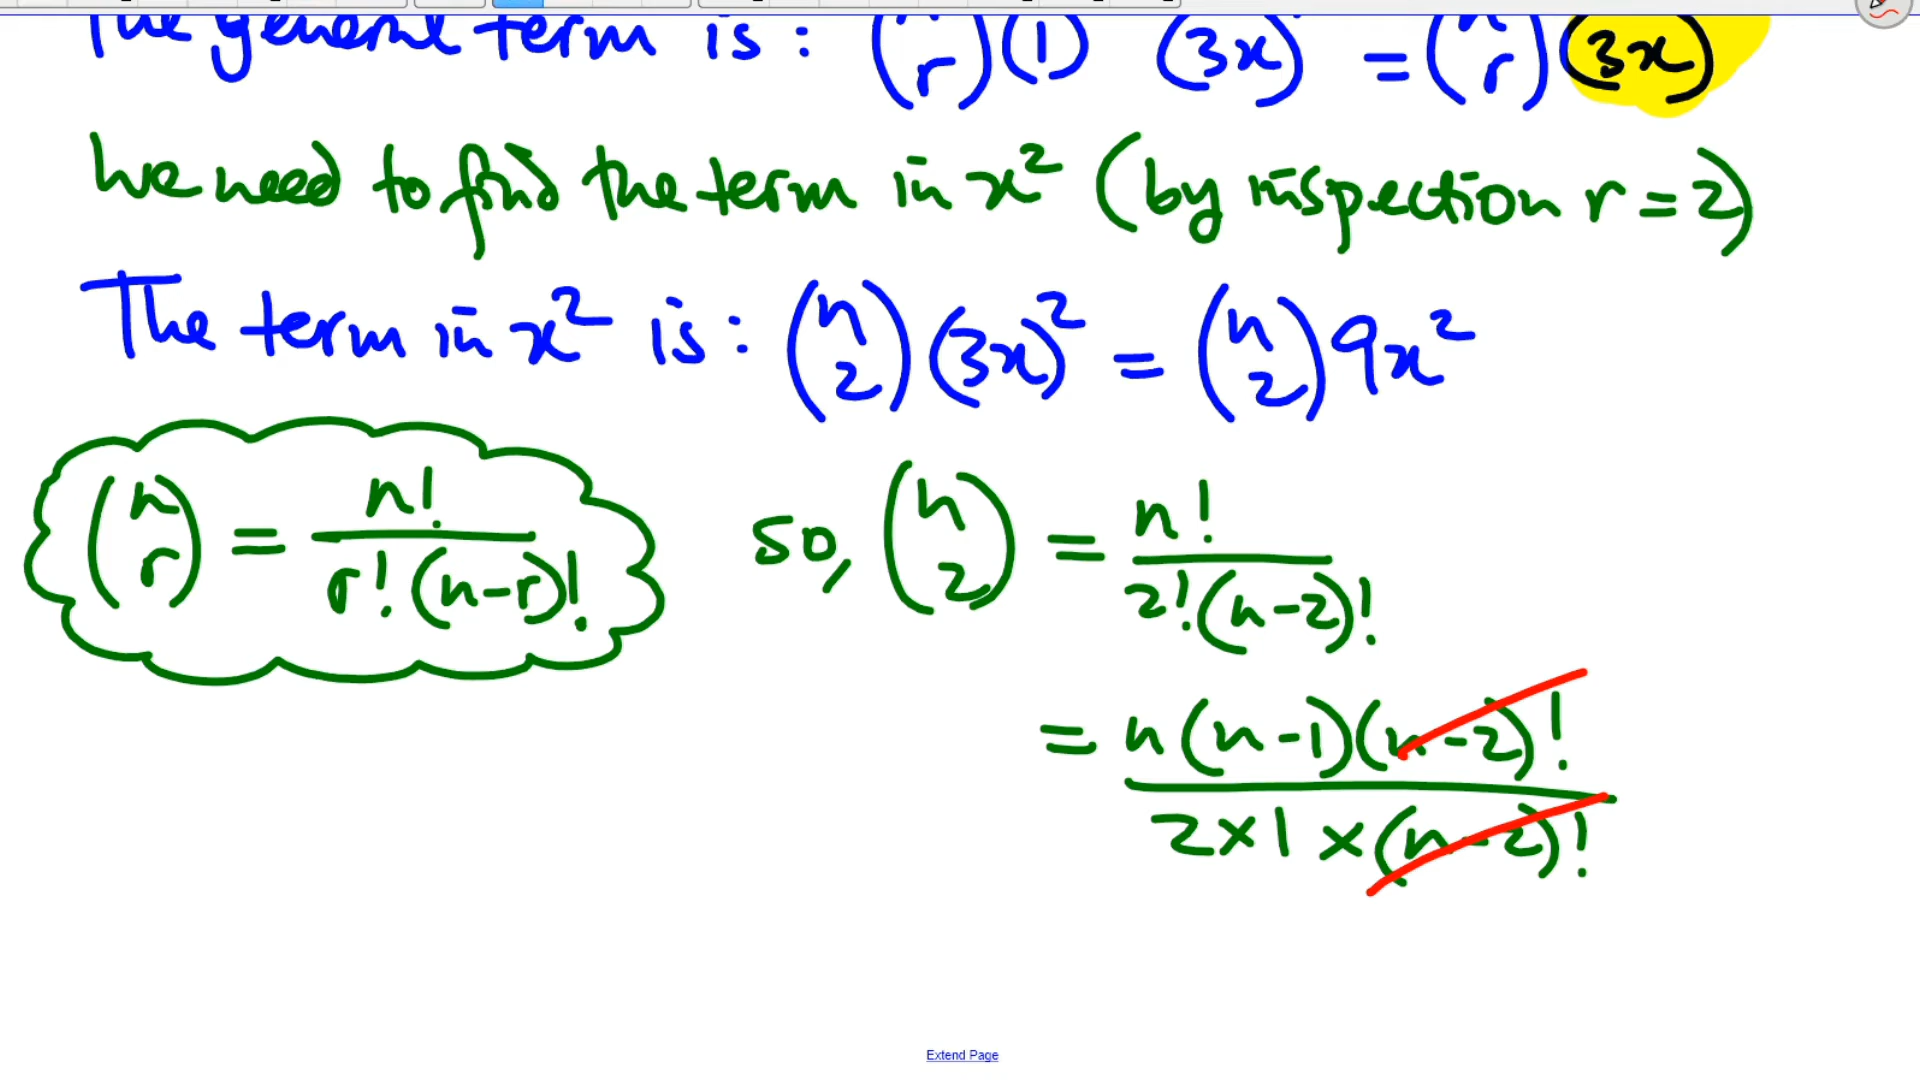 The general term is: (n r)(1) (3x) = (n r)(3x)
We need to find the term in x² (by inspection r = 2)
The term in x² is: (n 2)(3x)² = (n 2) 9x²
(n r) = n! / r!(n-r)!
so, (n 2) = n! / 2!(n-2)!
= n(n-1)(n-2)! / 2×1×(n-2)!
Extend Page